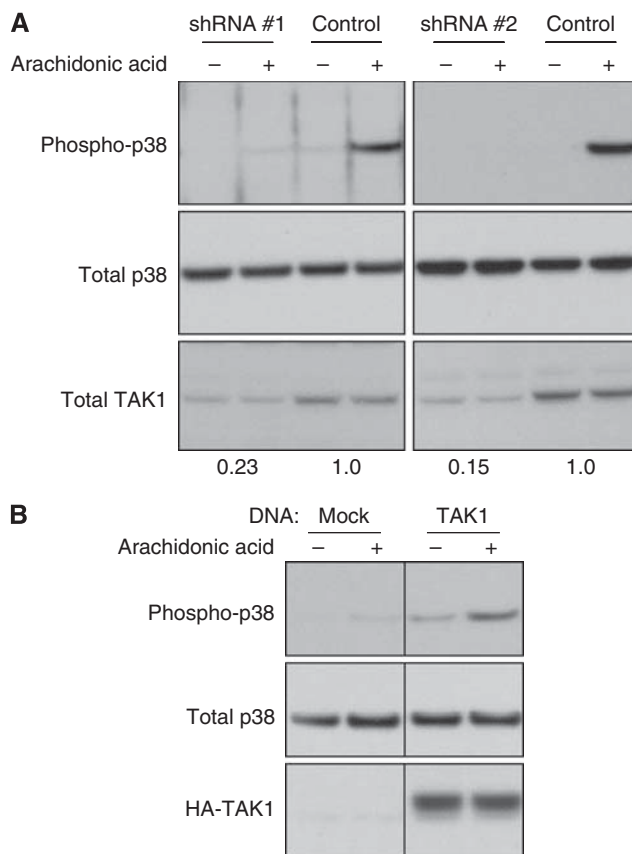 A
shRNA #1 Control shRNA #2 Control
Arachidonic acid – + – + – + – +
Phospho-p38
Total p38
Total TAK1
0.23 1.0 0.15 1.0
B
DNA: Mock TAK1
Arachidonic acid – + – +
Phospho-p38
Total p38
HA-TAK1